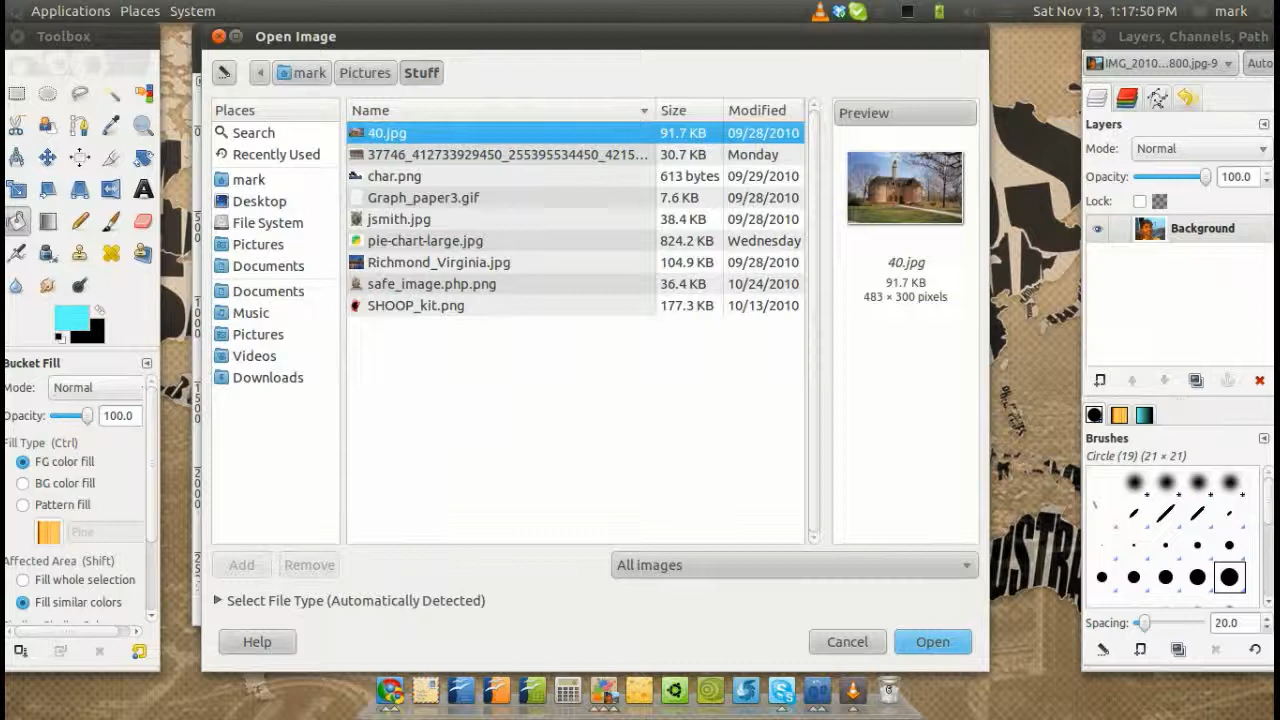 Applications Places System
Sat Nov 13, 1:17:50 PM mark
Toolbox
Open Image
Layers, Channels, Path
mark Pictures Stuff
IMG_2010...800.jpg-9 Auto
Places
Name Size Modified
Preview
Search
Recently Used
mark
Desktop
File System
Pictures
Documents
Documents
Music
Pictures
Videos
Downloads
40.jpg 91.7 KB 09/28/2010
37746_412733929450_255395534450_4215... 30.7 KB Monday
char.png 613 bytes 09/29/2010
Graph_paper3.gif 7.6 KB 09/28/2010
jsmith.jpg 38.4 KB 09/28/2010
pie-chart-large.jpg 824.2 KB Wednesday
Richmond_Virginia.jpg 104.9 KB 09/28/2010
safe_image.php.png 36.4 KB 10/24/2010
SHOOP_kit.png 177.3 KB 10/13/2010
40.jpg
91.7 KB
483 × 300 pixels
Add Remove
All images
Select File Type (Automatically Detected)
Help Cancel Open
Bucket Fill
Mode: Normal
Opacity: 100.0
Fill Type (Ctrl)
FG color fill
BG color fill
Pattern fill
Pine
Affected Area (Shift)
Fill whole selection
Fill similar colors
Layers
Mode: Normal
Opacity: 100.0
Lock:
Background
Brushes
Circle (19) (21 × 21)
Spacing: 20.0